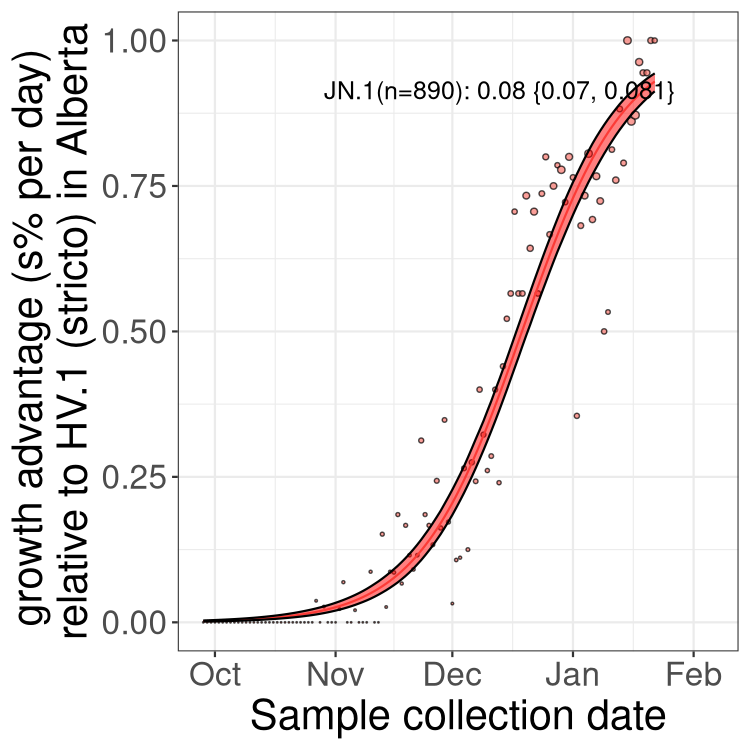 growth advantage (s% per day)
relative to HV.1 (stricto) in Alberta
1.00
0.75
0.50
0.25
0.00
JN.1(n=890): 0.08 {0.07, 0.081}
Oct Nov Dec Jan Feb
Sample collection date